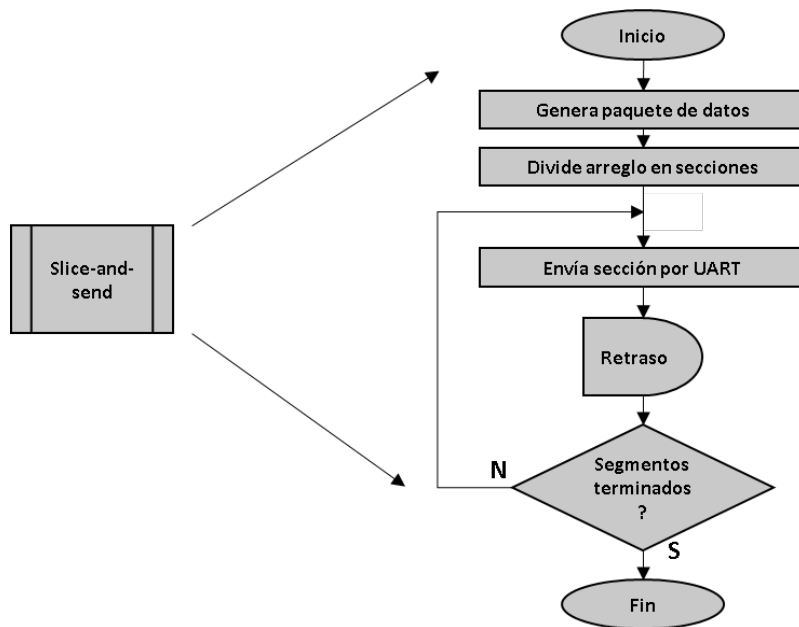 Inicio
Genera paquete de datos
Divide arreglo en secciones
Slice-and-
send
Envía sección por UART
Retraso
N
Segmentos
terminados
?
S
Fin